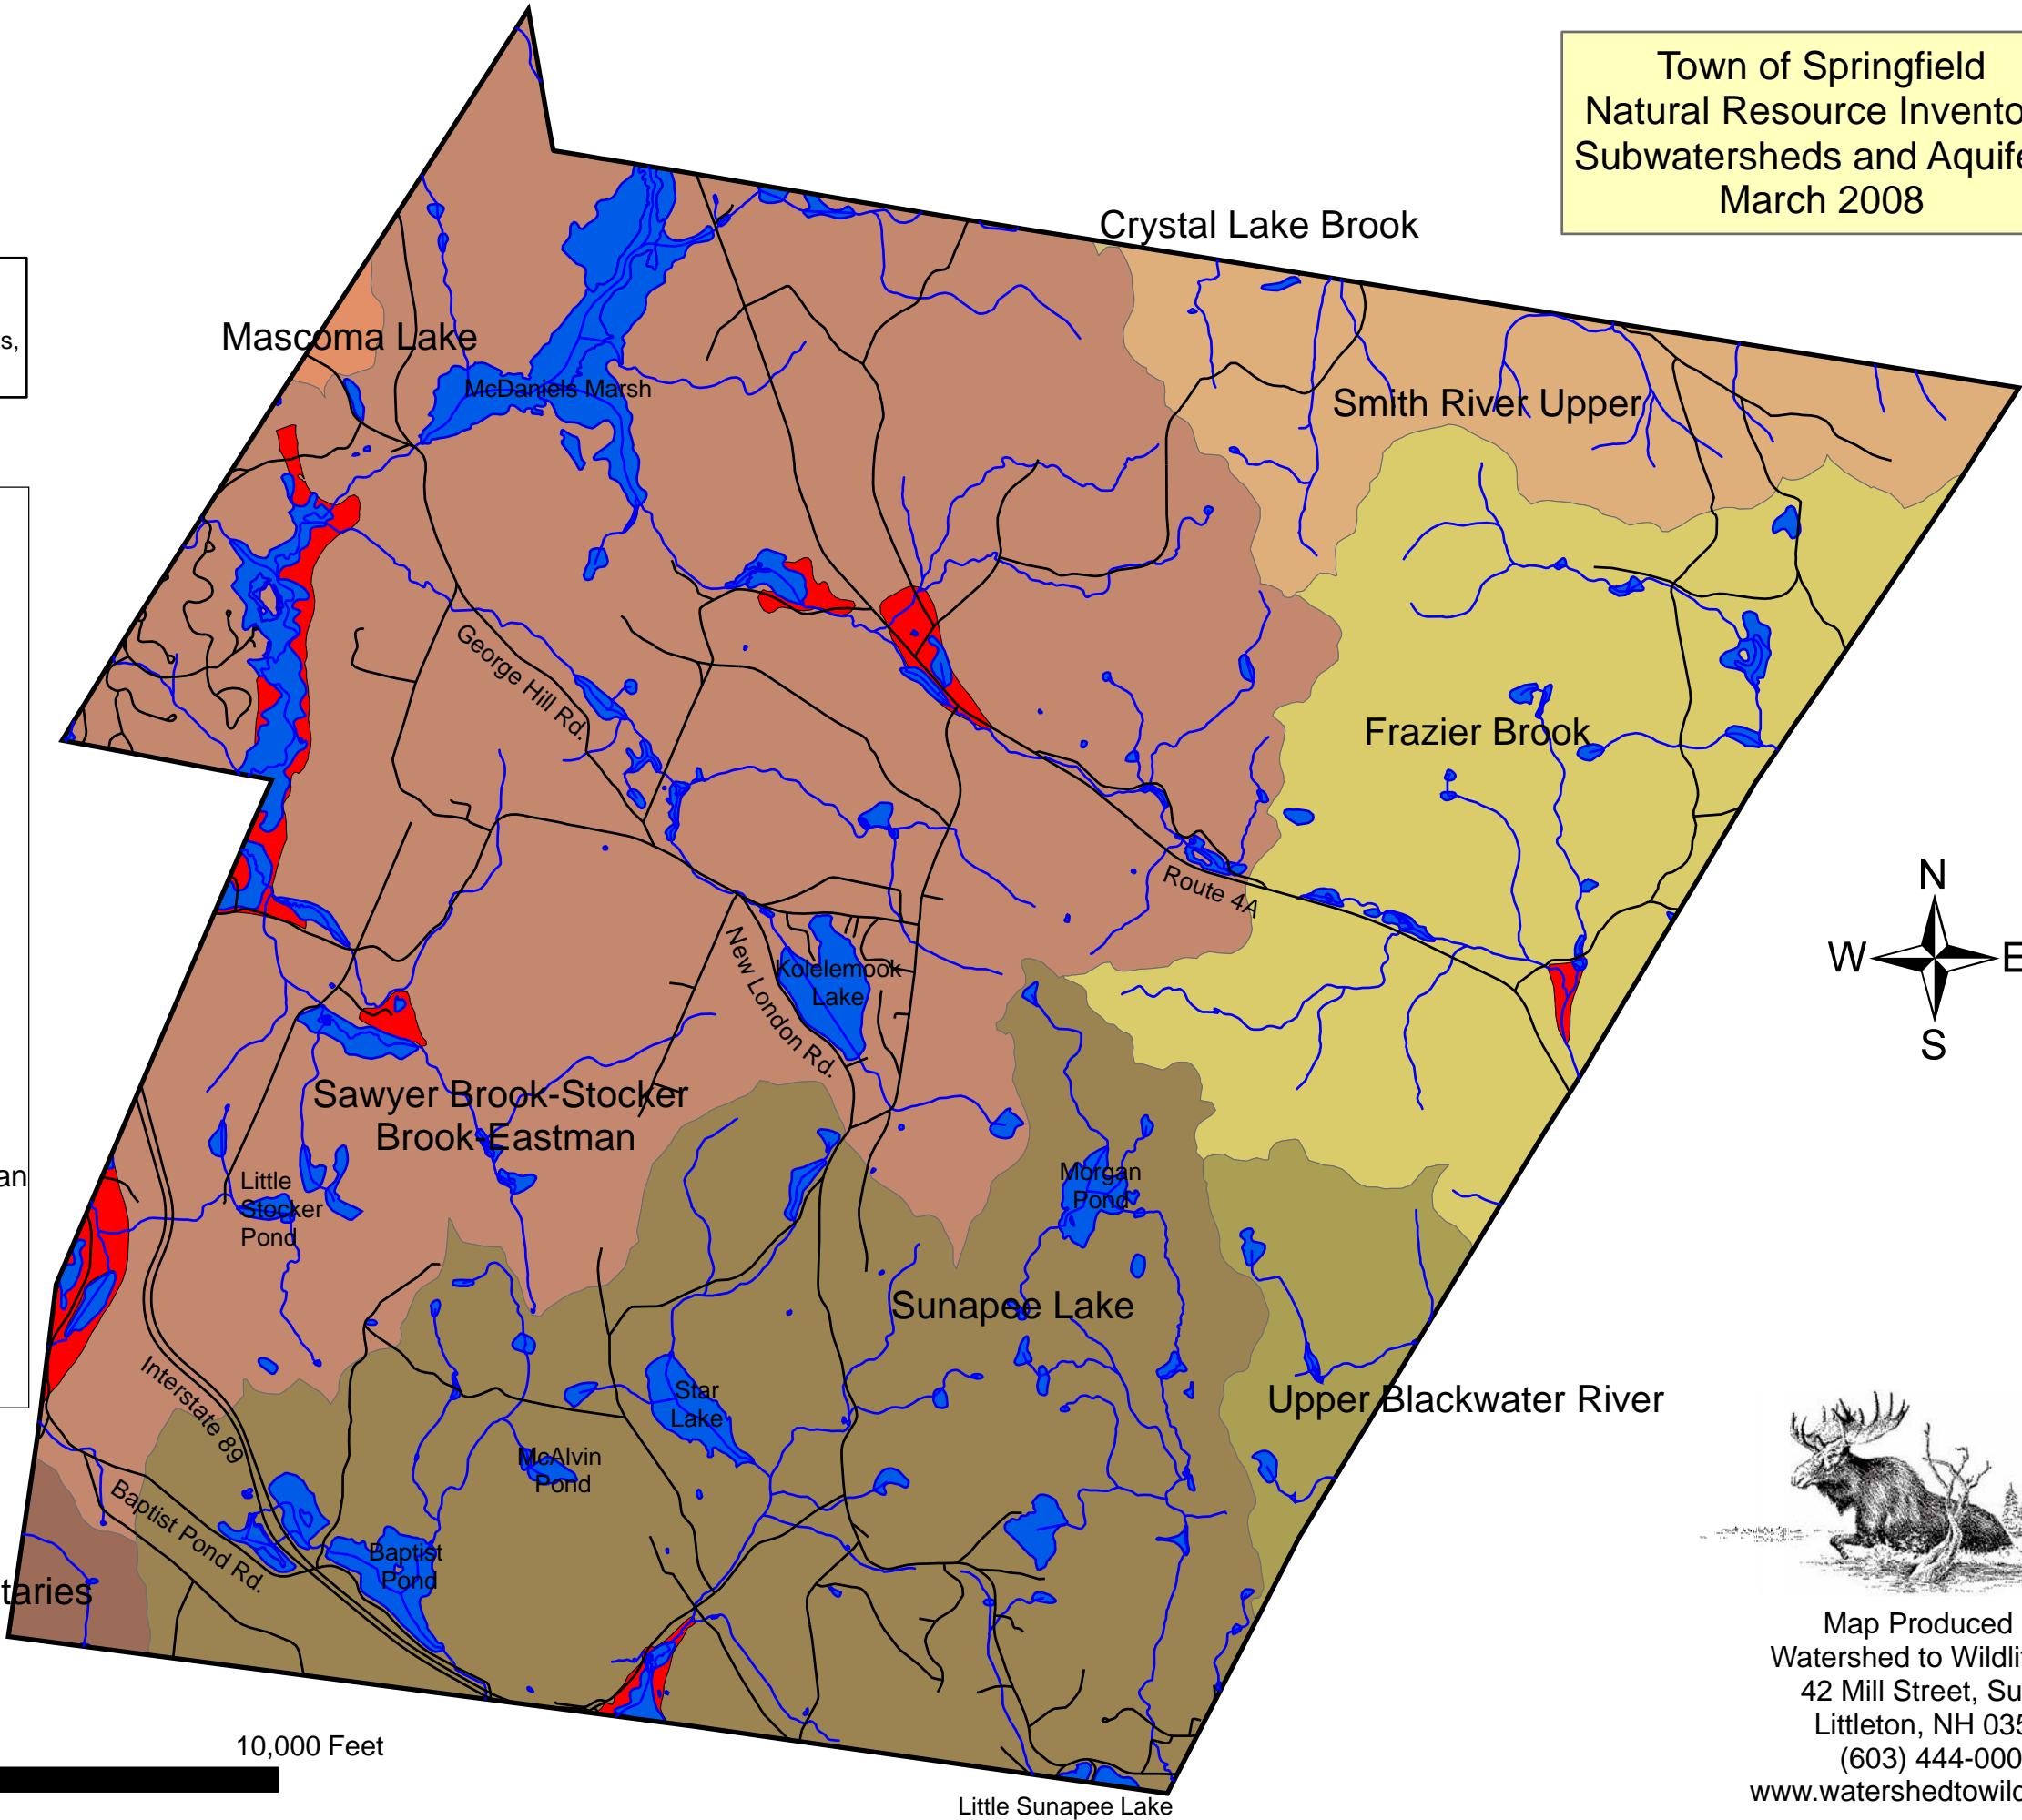 Town of Springfield
Natural Resource Invento
Subwatersheds and Aquife
March 2008
Crystal Lake Brook
s,
Mascoma Lake
McDaniels Marsh
Smith River Upper
George Hill Rd.
Frazier Brook
Route 4A
N
W
E
S
New London Rd.
Kolelemook
Lake
Sawyer Brook-Stocker
Brook-Eastman
an
Little
Stocker
Pond
Morgan
Pond
Sunapee Lake
Interstate 89
Star
Lake
Upper Blackwater River
McAlvin
Pond
Baptist Pond Rd.
Baptist
Pond
taries
Map Produced
Watershed to Wildli
42 Mill Street, Su
Littleton, NH 035
(603) 444-000
www.watershedtowild
10,000 Feet
Little Sunapee Lake